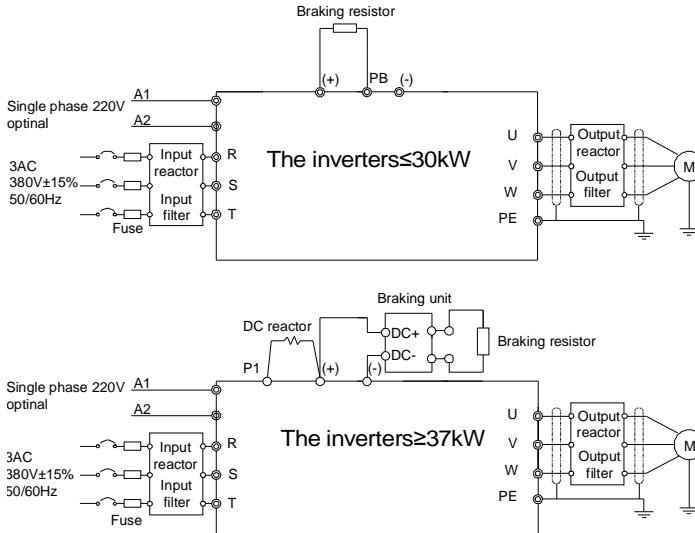 Braking resistor
(+)
PB
(-)
A1
Single phase 220V
optinal
A2
3AC
380V±15%
50/60Hz
Fuse
Input
reactor
Input
filter
R
S
T
The inverters≤30kW
U
V
W
PE
Output
reactor
Output
filter
M
Braking unit
DC reactor
DC+
DC-
Braking resistor
P1
(+)
(-)
Single phase 220V
optinal
A1
A2
3AC
380V±15%
50/60Hz
Fuse
Input
reactor
Input
filter
R
S
T
The inverters≥37kW
U
V
W
PE
Output
reactor
Output
filter
M